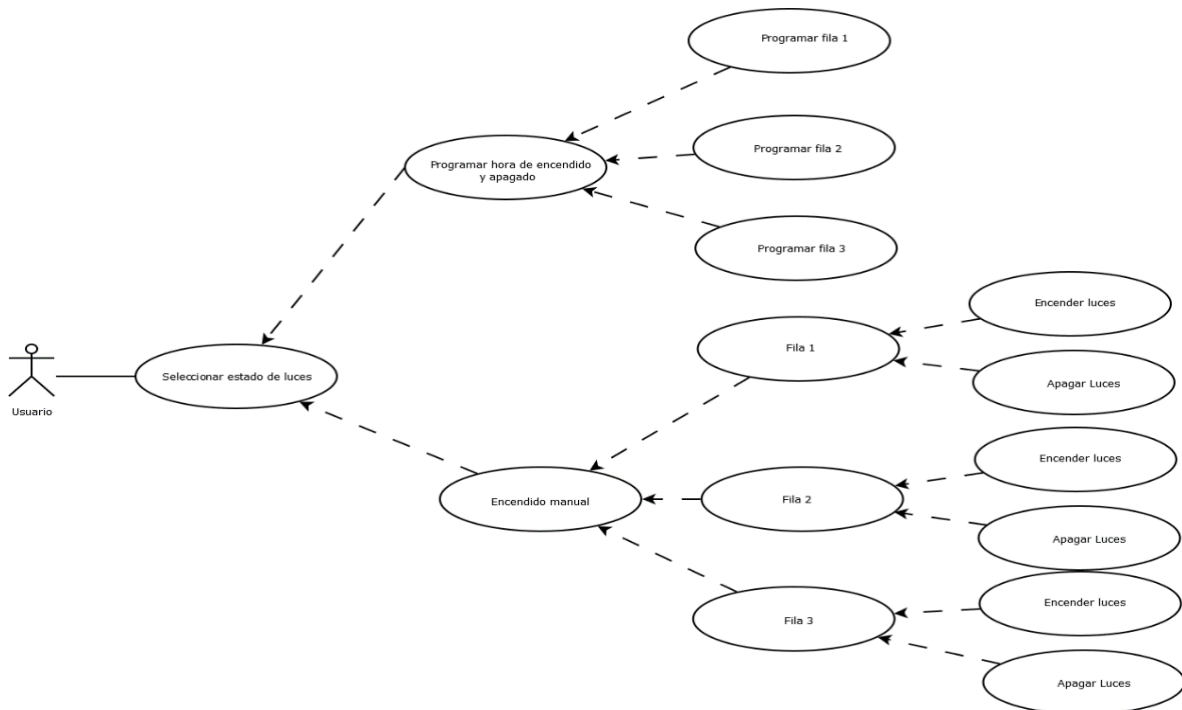 Programar fila 1
Programar hora de encendido
y apagado
Programar fila 2
Programar fila 3
Usuario
Seleccionar estado de luces
Encendido manual
Fila 1
Encender luces
Apagar Luces
Fila 2
Encender luces
Apagar Luces
Fila 3
Encender luces
Apagar Luces